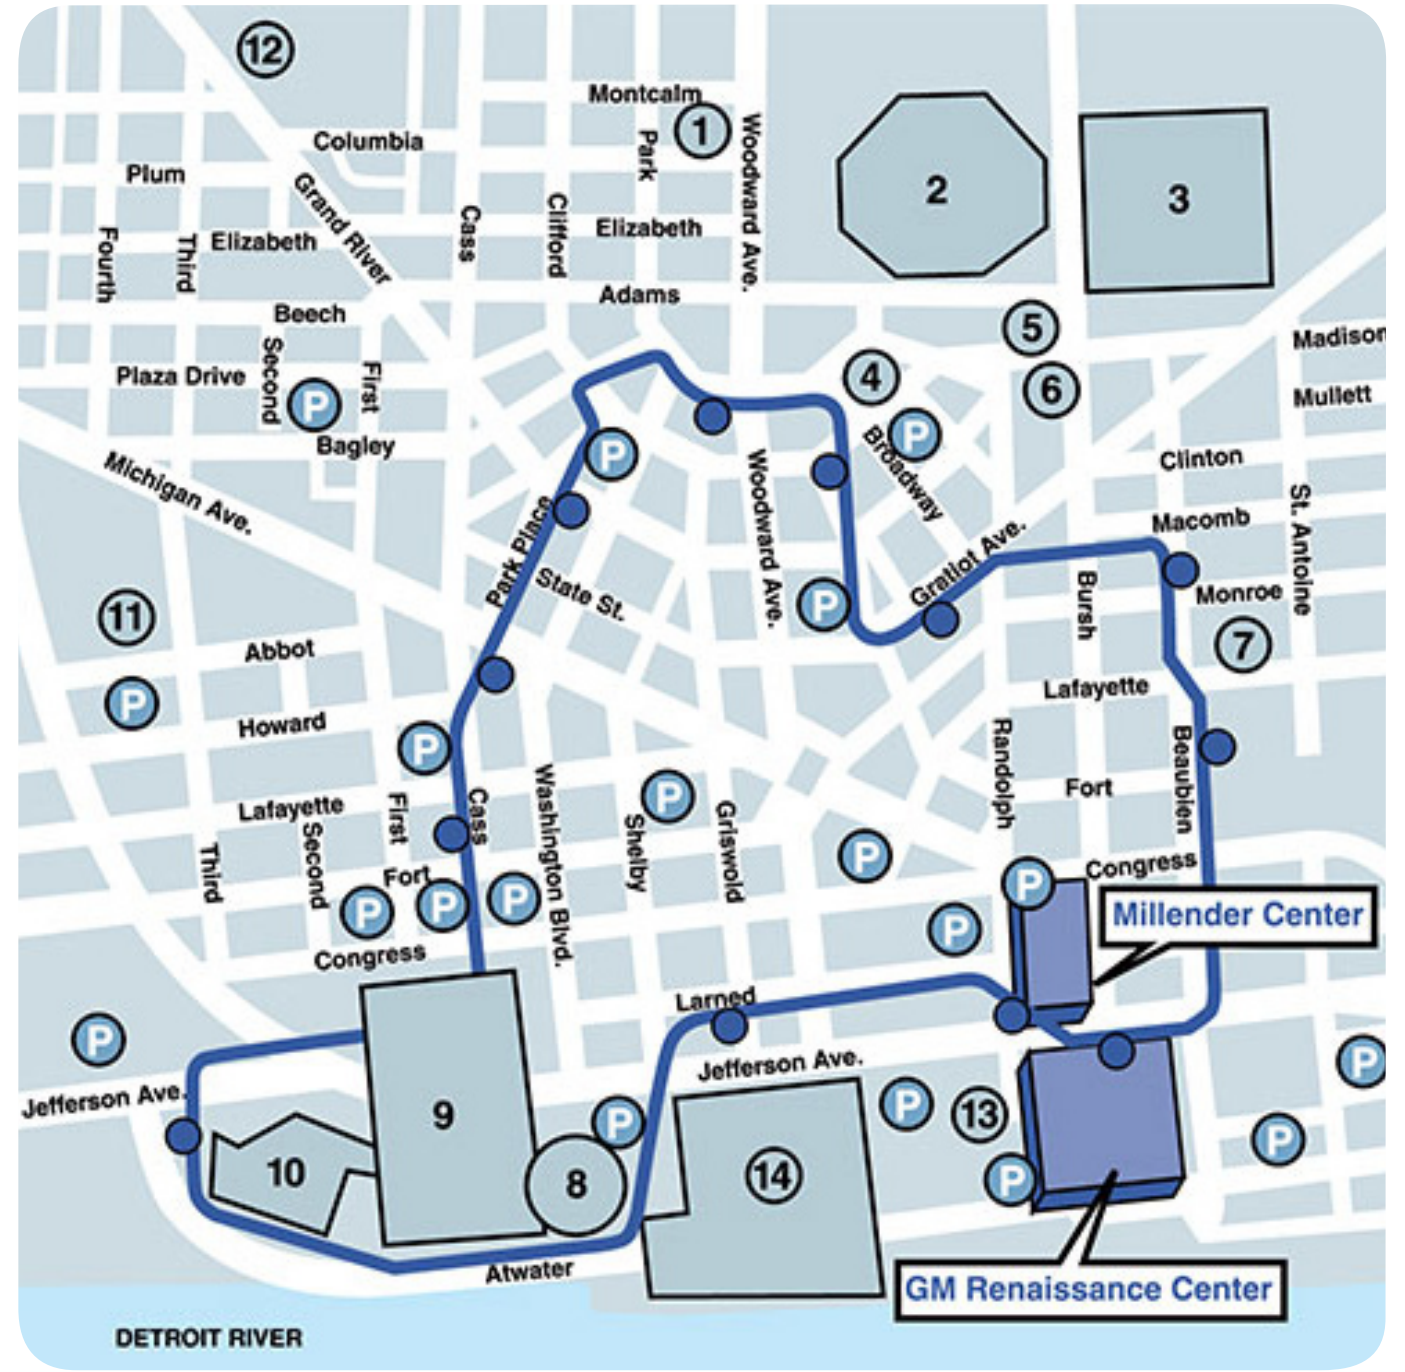 12
Montcalm
1
Columbia
Park
Woodward Ave.
2
3
Plum
Grand River
Cass
Clifford
Elizabeth
Fourth
Third
Elizabeth
Adams
Beech
5
Madison
Second
First
Plaza Drive
4
6
Mullett
P
P
Bagley
P
Broadway
Clinton
Michigan Ave.
Woodward Ave.
Park Place
Macomb
St. Antoine
Gratiot Ave.
State St.
P
Bursh
Monroe
11
7
Abbot
P
Lafayette
Howard
P
Randolph
Beaubien
Lafayette
First
Cass
Washington Blvd.
P
Shelby
Griswold
Fort
Third
Second
P
Congress
Fort
P
P
P
P
P
Millender Center
Congress
Larned
P
Jefferson Ave.
P
Jefferson Ave.
9
P
P
13
P
10
8
14
P
Atwater
GM Renaissance Center
DETROIT RIVER